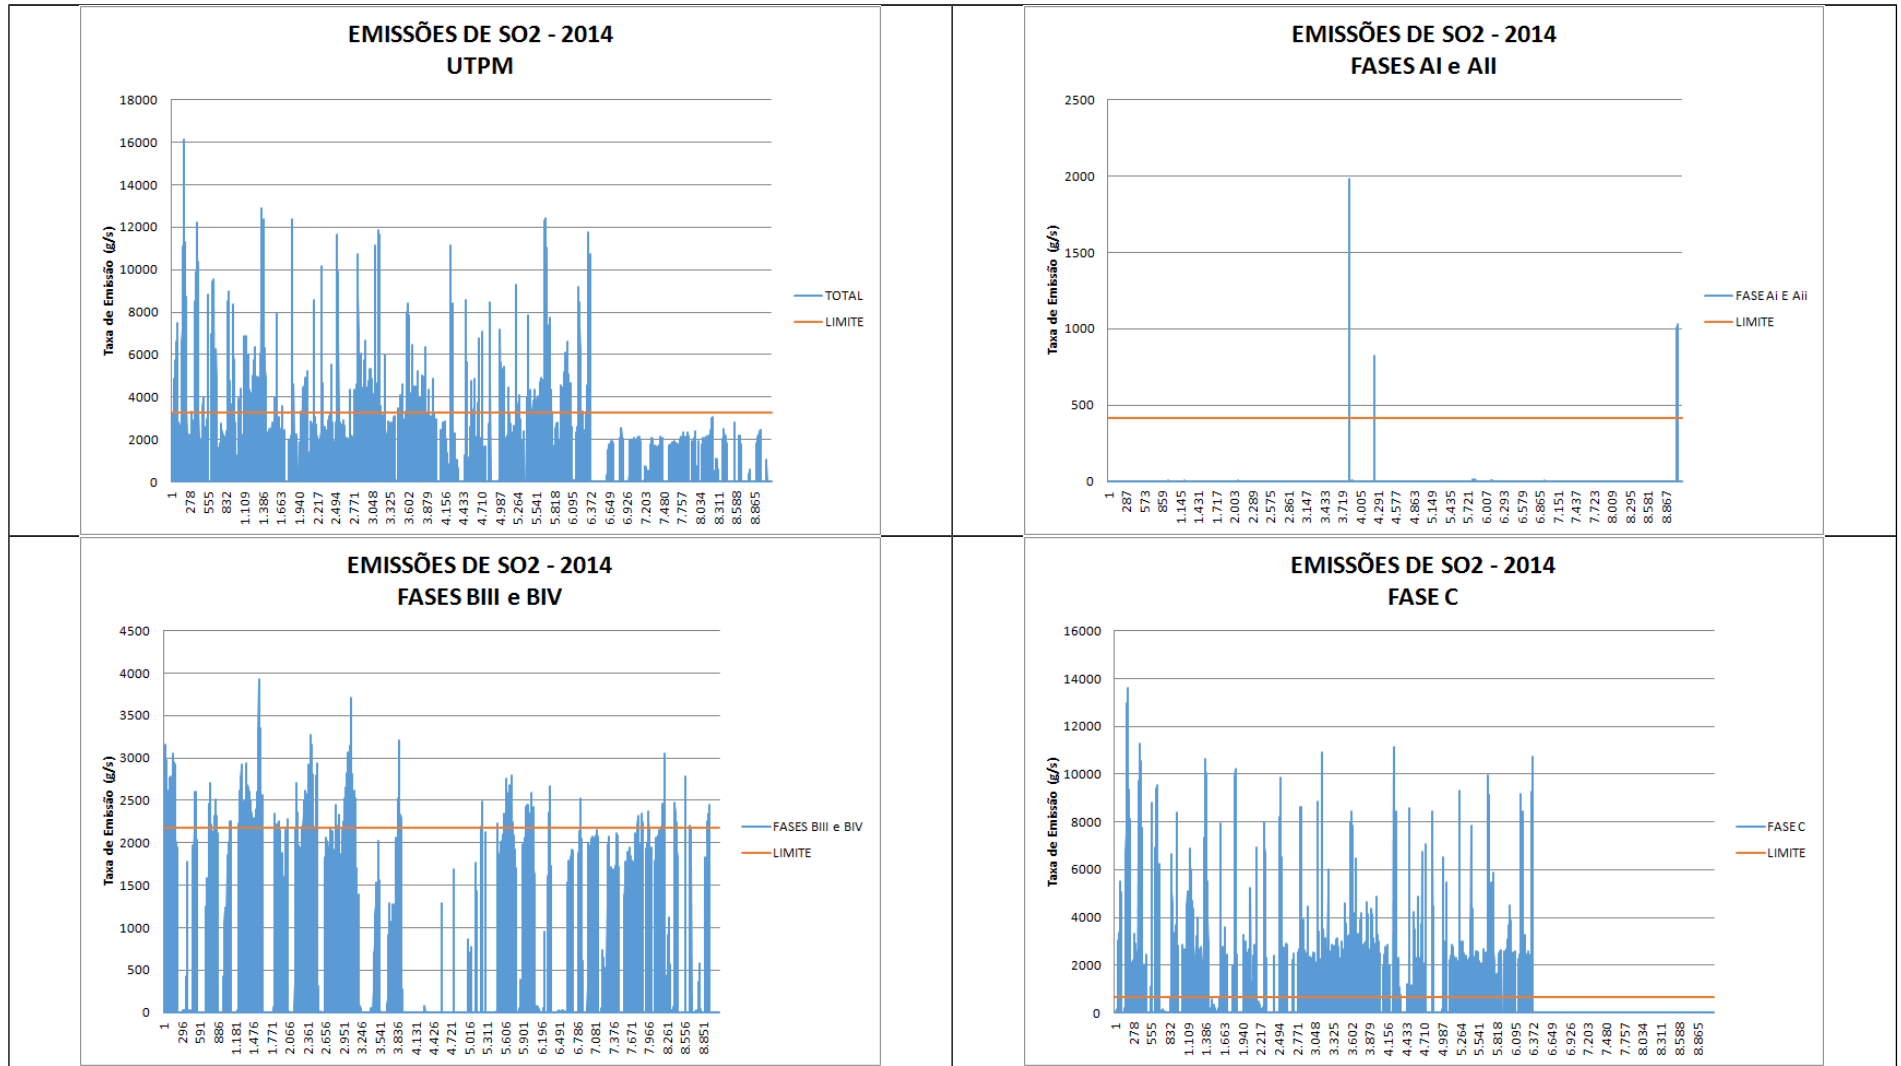 EMISSÕES DE SO2 - 2014
UTPM
18000
16000
14000
12000
10000
8000
6000
4000
2000
0
Taxa de Emissão (g/s)
1 278 555 832 1.109 1.386 1.663 1.940 2.217 2.494 2.771 3.048 3.325 3.602 3.879 4.156 4.433 4.710 4.987 5.264 5.541 5.818 6.095 6.372 6.649 6.926 7.203 7.480 7.757 8.034 8.311 8.588 8.865
TOTAL
LIMITE
EMISSÕES DE SO2 - 2014
FASES AI e AII
2500
2000
1500
1000
500
0
Taxa de Emissão (g/s)
1 287 573 859 1.145 1.431 1.717 2.003 2.289 2.575 2.861 3.147 3.433 3.719 4.005 4.291 4.577 4.863 5.149 5.435 5.721 6.007 6.293 6.579 6.865 7.151 7.437 7.723 8.009 8.295 8.581 8.867
FASE Ai E Aii
LIMITE
EMISSÕES DE SO2 - 2014
FASES BIII e BIV
4500
4000
3500
3000
2500
2000
1500
1000
500
0
Taxa de Emissão (g/s)
1 296 591 886 1.181 1.476 1.771 2.066 2.361 2.656 2.951 3.246 3.541 3.836 4.131 4.426 4.721 5.016 5.311 5.606 5.901 6.196 6.491 6.786 7.081 7.376 7.671 7.966 8.261 8.556 8.851
FASES BIII e BIV
LIMITE
EMISSÕES DE SO2 - 2014
FASE C
16000
14000
12000
10000
8000
6000
4000
2000
0
Taxa de Emissão (g/s)
1 278 555 832 1.109 1.386 1.663 1.940 2.217 2.494 2.771 3.048 3.325 3.602 3.879 4.156 4.433 4.710 4.987 5.264 5.541 5.818 6.095 6.372 6.649 6.926 7.203 7.480 7.757 8.034 8.311 8.588 8.865
FASE C
LIMITE